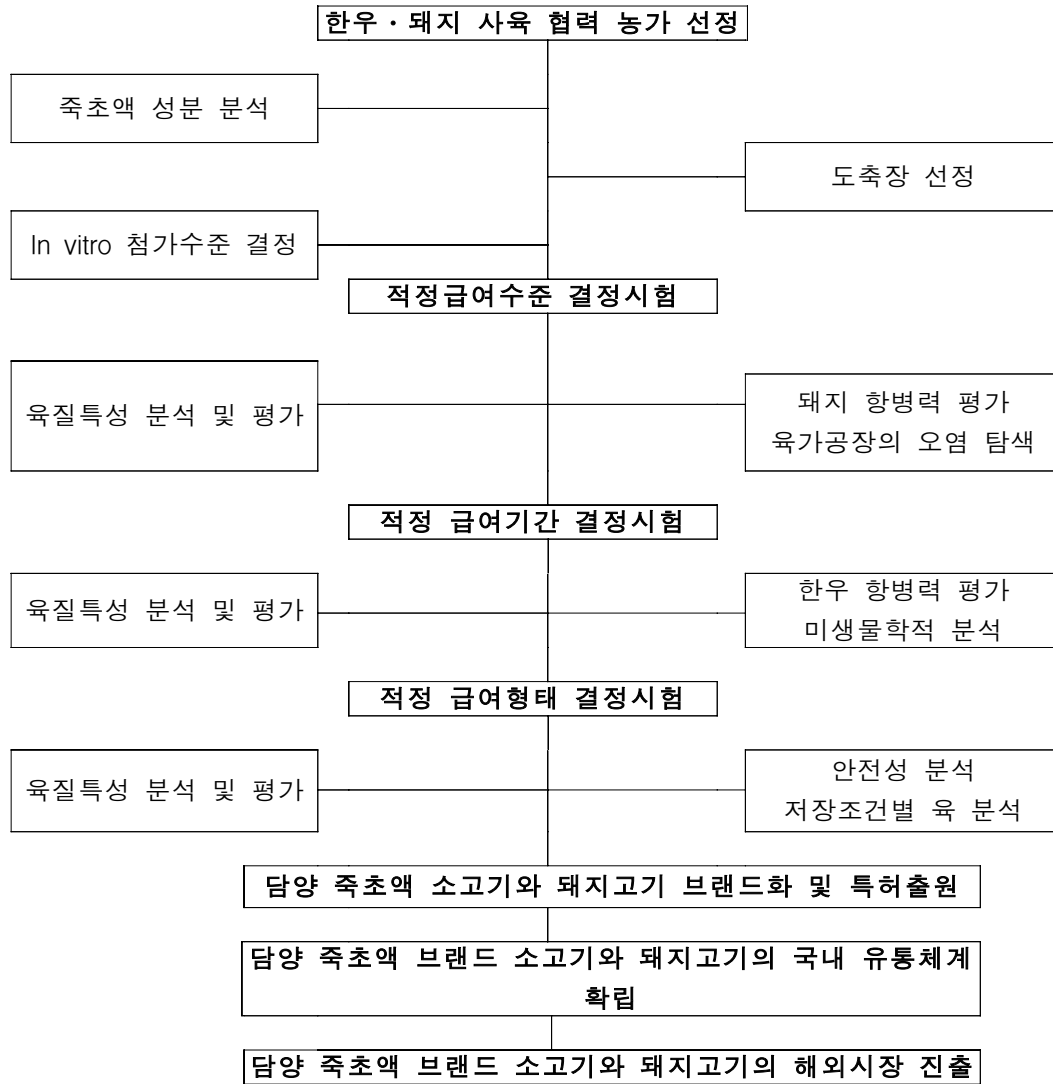 한우·돼지 사육 협력 농가 선정
죽초액 성분 분석
도축장 선정
In vitro 첨가수준 결정
적정급여수준 결정시험
육질특성 분석 및 평가
돼지 항병력 평가
육가공장의 오염 탐색
적정 급여기간 결정시험
육질특성 분석 및 평가
한우 항병력 평가
미생물학적 분석
적정 급여형태 결정시험
육질특성 분석 및 평가
안전성 분석
저장조건별 육 분석
담양 죽초액 소고기와 돼지고기 브랜드화 및 특허출원
담양 죽초액 브랜드 소고기와 돼지고기의 국내 유통체계
확립
담양 죽초액 브랜드 소고기와 돼지고기의 해외시장 진출